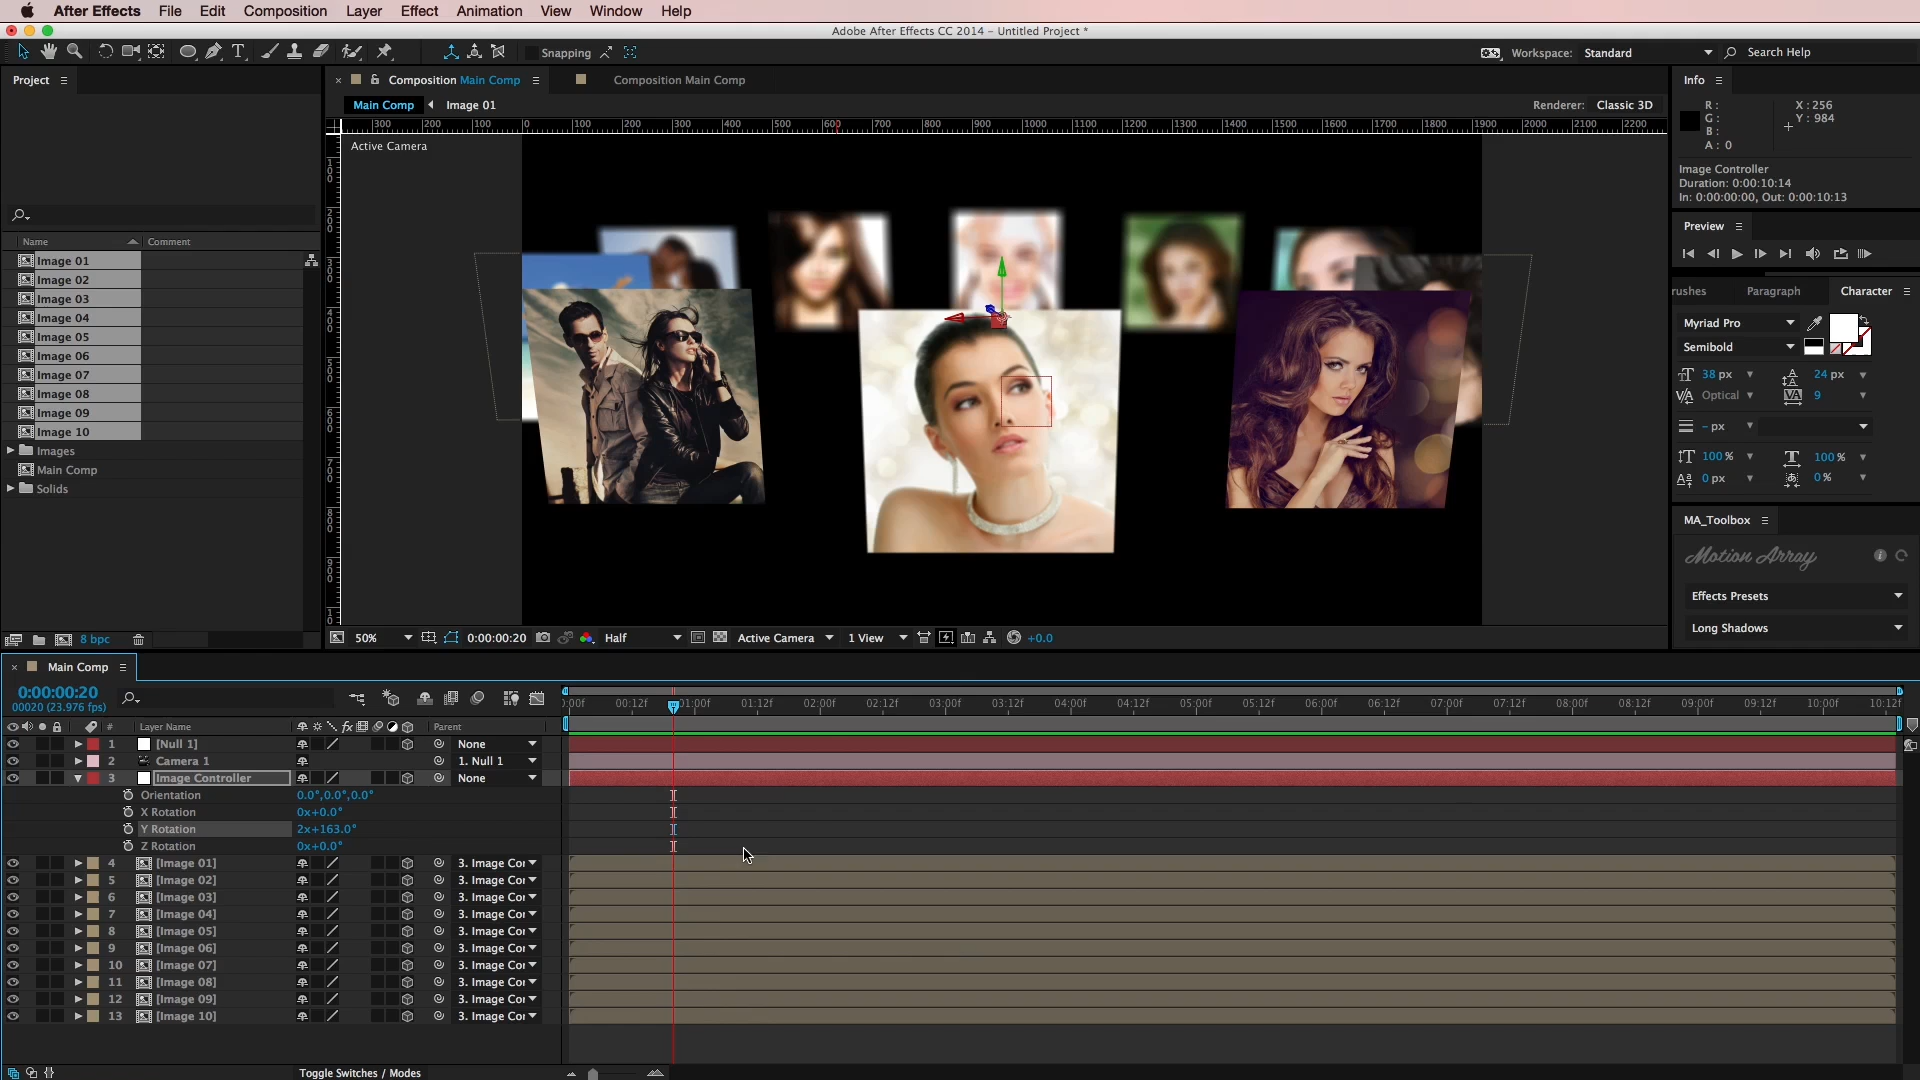 After Effects File Edit Composition Layer Effect Animation View Window Help
Adobe After Effects CC 2014 - Untitled Project *
Snapping
Workspace: Standard
Search Help
Project
Name Comment
Image 01
Image 02
Image 03
Image 04
Image 05
Image 06
Image 07
Image 08
Image 09
Image 10
Images
Main Comp
Solids
8 bpc
Composition Main Comp
Composition Main Comp
Main Comp Image 01
Renderer: Classic 3D
300 200 100 0 100 200 300 400 500 600 700 800 900 1000 1100 1200 1300 1400 1500 1600 1700 1800 1900 2000 2100 2200
Active Camera
50% 0:00:00:20 Half Active Camera 1 View +0.0
Info
R: X: 256
G: Y: 984
B:
A: 0
Image Controller
Duration: 0:00:10:14
In: 0:00:00:00, Out: 0:00:10:13
Preview
rushes Paragraph Character
Myriad Pro
Semibold
38 px 24 px
Optical 9
- px
100 % 100 %
0 px 0 %
MA_Toolbox
Motion Array
Effects Presets
Long Shadows
Main Comp
0:00:00:20
00020 (23.976 fps)
:00f 00:12f 01:00f 01:12f 02:00f 02:12f 03:00f 03:12f 04:00f 04:12f 05:00f 05:12f 06:00f 06:12f 07:00f 07:12f 08:00f 08:12f 09:00f 09:12f 10:00f 10:12f
# Layer Name Parent
1 [Null 1] None
2 Camera 1 1. Null 1
3 Image Controller None
Orientation 0.0°,0.0°,0.0°
X Rotation 0x+0.0°
Y Rotation 2x+163.0°
Z Rotation 0x+0.0°
4 [Image 01] 3. Image Cor
5 [Image 02] 3. Image Cor
6 [Image 03] 3. Image Cor
7 [Image 04] 3. Image Cor
8 [Image 05] 3. Image Cor
9 [Image 06] 3. Image Cor
10 [Image 07] 3. Image Cor
11 [Image 08] 3. Image Cor
12 [Image 09] 3. Image Cor
13 [Image 10] 3. Image Cor
Toggle Switches / Modes